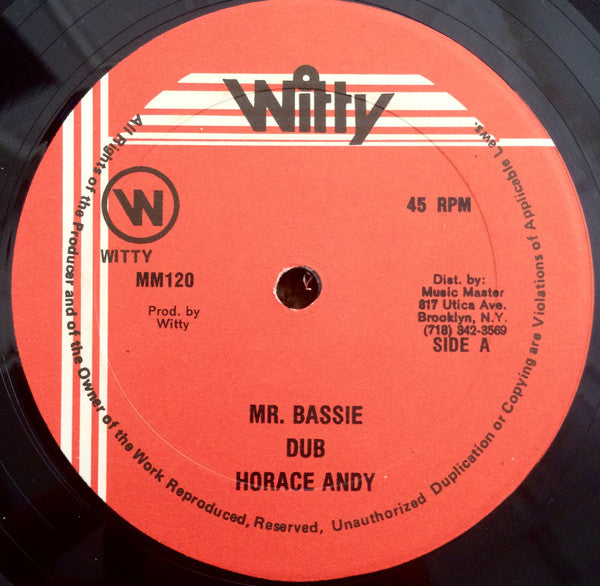 Witty
W
WITTY
MM120
Prod. by
Witty
45 RPM
Dist. by:
Music Master
817 Utica Ave.
Brooklyn, N.Y.
(718) 342-3569
SIDE A
MR. BASSIE
DUB
HORACE ANDY
All Rights of the Producer and of the Owner of the Work Reproduced, Reserved, Unauthorized Duplication or Copying are Violations of Applicable Laws.